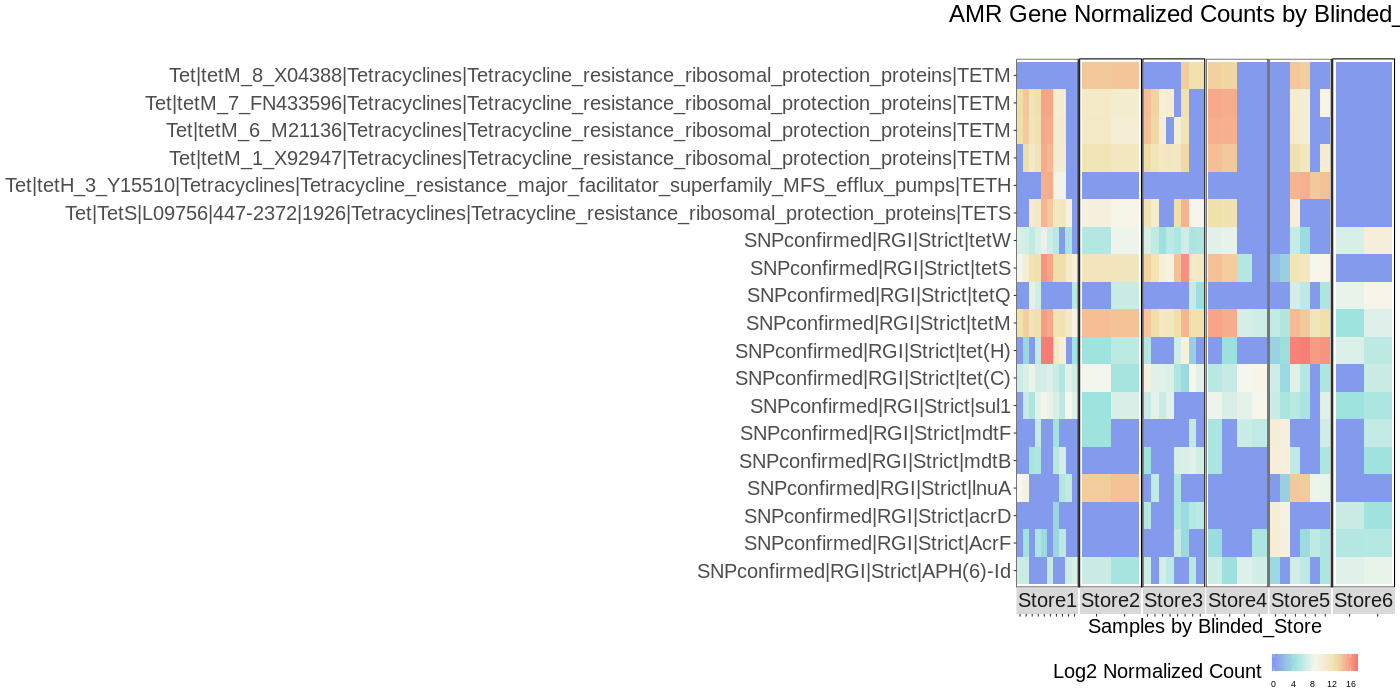 AMR Gene Normalized Counts by Blinded_
Tet|tetM_8_X04388|Tetracyclines|Tetracycline_resistance_ribosomal_protection_proteins|TETM
Tet|tetM_7_FN433596|Tetracyclines|Tetracycline_resistance_ribosomal_protection_proteins|TETM
Tet|tetM_6_M21136|Tetracyclines|Tetracycline_resistance_ribosomal_protection_proteins|TETM
Tet|tetM_1_X92947|Tetracyclines|Tetracycline_resistance_ribosomal_protection_proteins|TETM
Tet|tetH_3_Y15510|Tetracyclines|Tetracycline_resistance_major_facilitator_superfamily_MFS_efflux_pumps|TETH
Tet|TetS|L09756|447-2372|1926|Tetracyclines|Tetracycline_resistance_ribosomal_protection_proteins|TETS
SNPconfirmed|RGI|Strict|tetW
SNPconfirmed|RGI|Strict|tetS
SNPconfirmed|RGI|Strict|tetQ
SNPconfirmed|RGI|Strict|tetM
SNPconfirmed|RGI|Strict|tet(H)
SNPconfirmed|RGI|Strict|tet(C)
SNPconfirmed|RGI|Strict|sul1
SNPconfirmed|RGI|Strict|mdtF
SNPconfirmed|RGI|Strict|mdtB
SNPconfirmed|RGI|Strict|lnuA
SNPconfirmed|RGI|Strict|acrD
SNPconfirmed|RGI|Strict|AcrF
SNPconfirmed|RGI|Strict|APH(6)-Id
Store1 Store2 Store3 Store4 Store5 Store6
Samples by Blinded_Store
Log2 Normalized Count
0 4 8 12 16